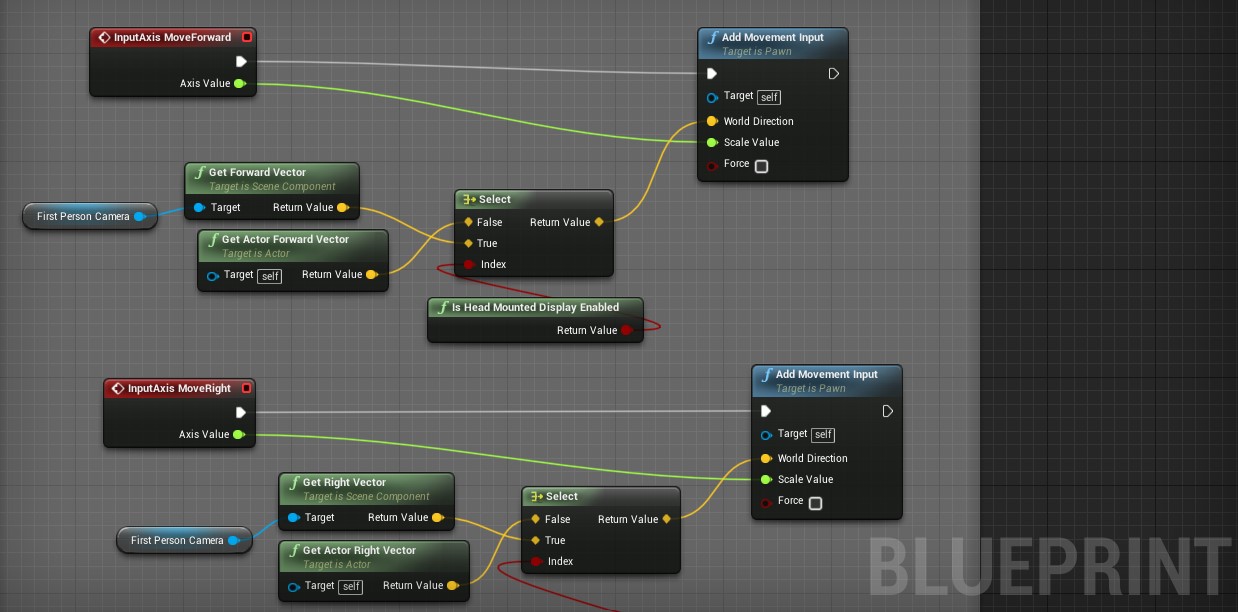 InputAxis MoveForward
Axis Value
Add Movement Input
Target is Pawn
Target self
World Direction
Scale Value
Force
Get Forward Vector
Target is Scene Component
Target Return Value
First Person Camera
Get Actor Forward Vector
Target is Actor
Target self Return Value
Select
False Return Value
True
Index
Is Head Mounted Display Enabled
Return Value
InputAxis MoveRight
Axis Value
Add Movement Input
Target is Pawn
Target self
World Direction
Scale Value
Force
Get Right Vector
Target is Scene Component
Target Return Value
First Person Camera
Get Actor Right Vector
Target is Actor
Target self Return Value
Select
False Return Value
True
Index
BLUEPRINT